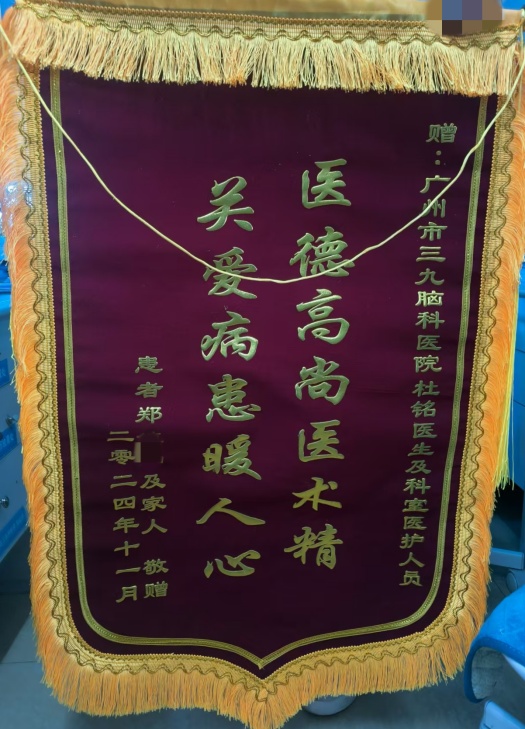 赠：广州市三九脑科医院 杜铭医生及科室医护人员
医德高尚医术精
关爱病患暖人心
患者郑 及家人 敬赠
二零二四年十一月